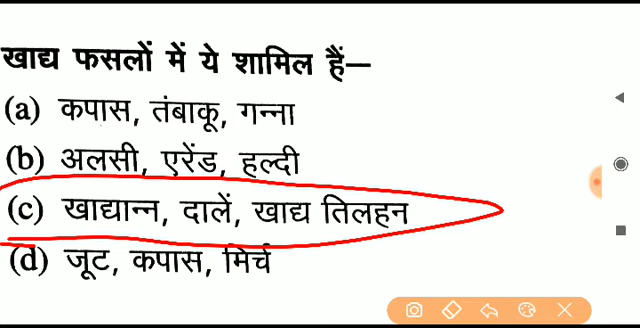 खाद्य फसलों में ये शामिल हैं—
(a) कपास, तंबाकू, गन्ना
(b) अलसी, एरेंड, हल्दी
(c) खाद्यान्न, दालें, खाद्य तिलहन
(d) जूट, कपास, मिर्च